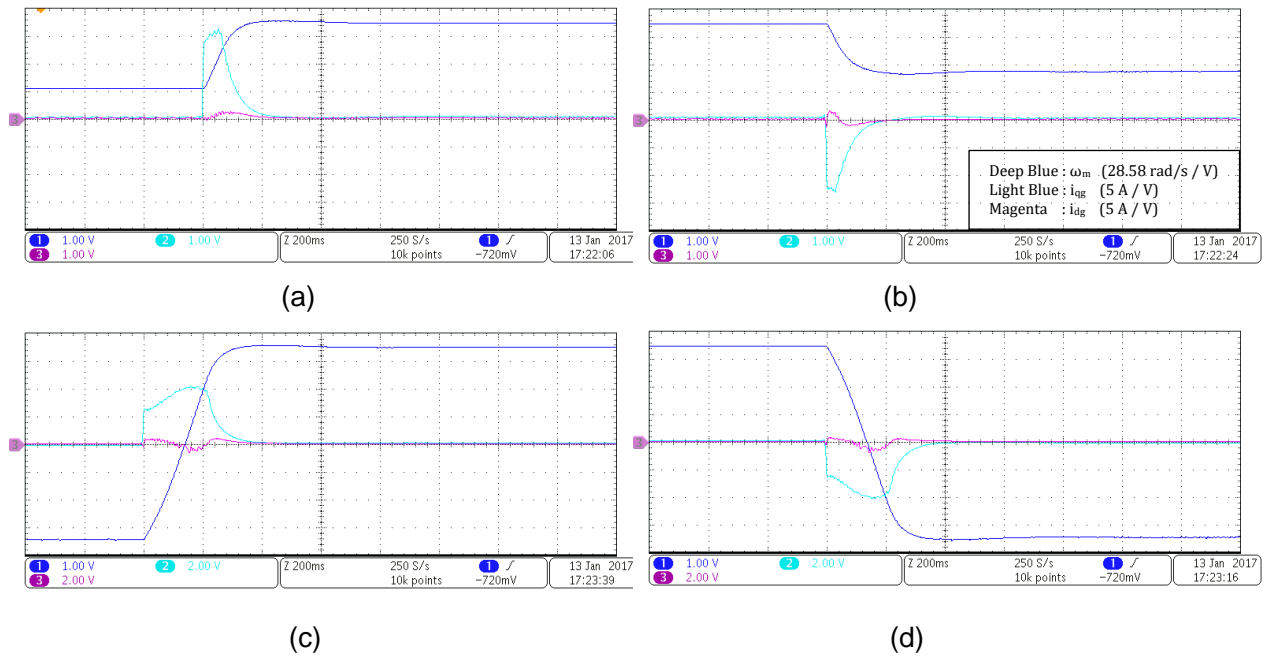 3
1 1.00 V 2 1.00 V Z 200ms 250 S/s 1 ∫ 13 Jan 2017
3 1.00 V 10k points −720mV 17:22:06
(a)
3
Deep Blue : ωm (28.58 rad/s / V)
Light Blue : iqg (5 A / V)
Magenta : idg (5 A / V)
1 1.00 V 2 1.00 V Z 200ms 250 S/s 1 ∫ 13 Jan 2017
3 1.00 V 10k points −720mV 17:22:24
(b)
3
1 1.00 V 2 2.00 V Z 200ms 250 S/s 1 ∫ 13 Jan 2017
3 2.00 V 10k points −720mV 17:23:39
(c)
3
1 1.00 V 2 2.00 V Z 200ms 250 S/s 1 ∫ 13 Jan 2017
3 2.00 V 10k points −720mV 17:23:16
(d)